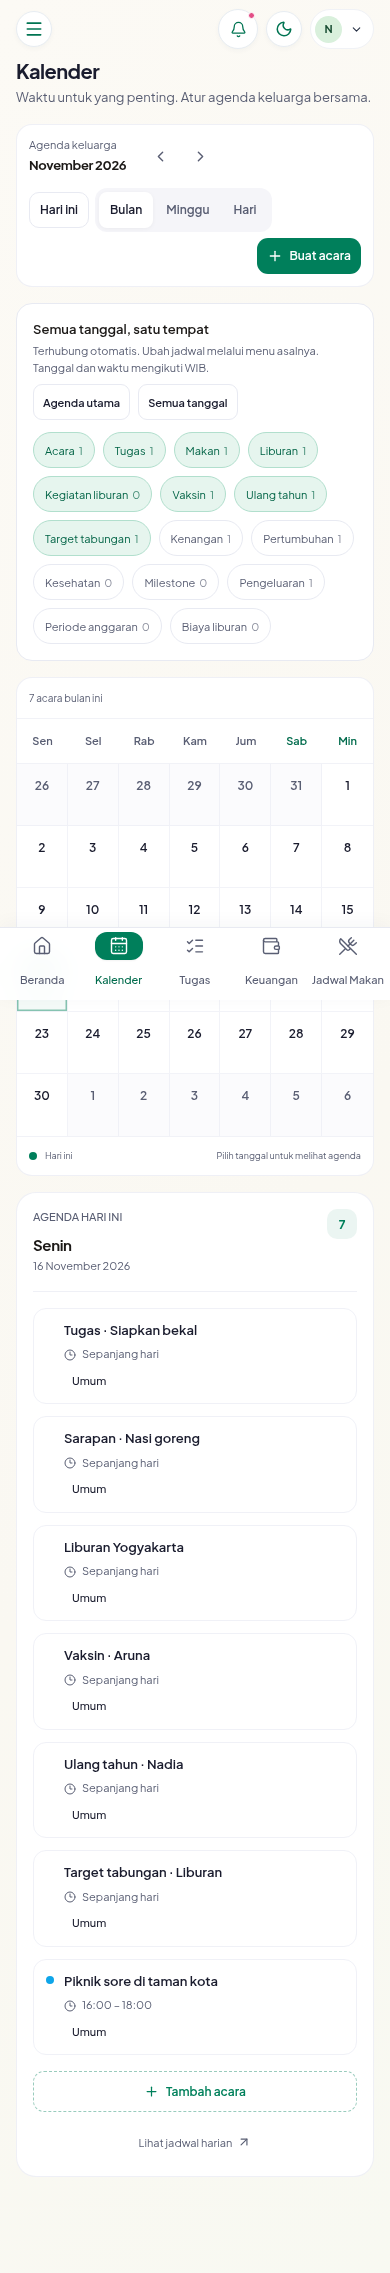 N
Kalender
Waktu untuk yang penting. Atur agenda keluarga bersama.
Agenda keluarga
November 2026
Hari ini Bulan Minggu Hari
Buat acara
Semua tanggal, satu tempat
Terhubung otomatis. Ubah jadwal melalui menu asalnya.
Tanggal dan waktu mengikuti WIB.
Agenda utama Semua tanggal
Acara 1 Tugas 1 Makan 1 Liburan 1
Kegiatan liburan 0 Vaksin 1 Ulang tahun 1
Target tabungan 1 Kenangan 1 Pertumbuhan 1
Kesehatan 0 Milestone 0 Pengeluaran 1
Periode anggaran 0 Biaya liburan 0
7 acara bulan ini
Sen Sel Rab Kam Jum Sab Min
26 27 28 29 30 31 1
2 3 4 5 6 7 8
9 10 11 12 13 14 15
Beranda Kalender Tugas Keuangan Jadwal Makan
23 24 25 26 27 28 29
30 1 2 3 4 5 6
Hari ini Pilih tanggal untuk melihat agenda
AGENDA HARI INI
7
Senin
16 November 2026
Tugas · Siapkan bekal
Sepanjang hari
Umum
Sarapan · Nasi goreng
Sepanjang hari
Umum
Liburan Yogyakarta
Sepanjang hari
Umum
Vaksin · Aruna
Sepanjang hari
Umum
Ulang tahun · Nadia
Sepanjang hari
Umum
Target tabungan · Liburan
Sepanjang hari
Umum
Piknik sore di taman kota
16:00 – 18:00
Umum
Tambah acara
Lihat jadwal harian